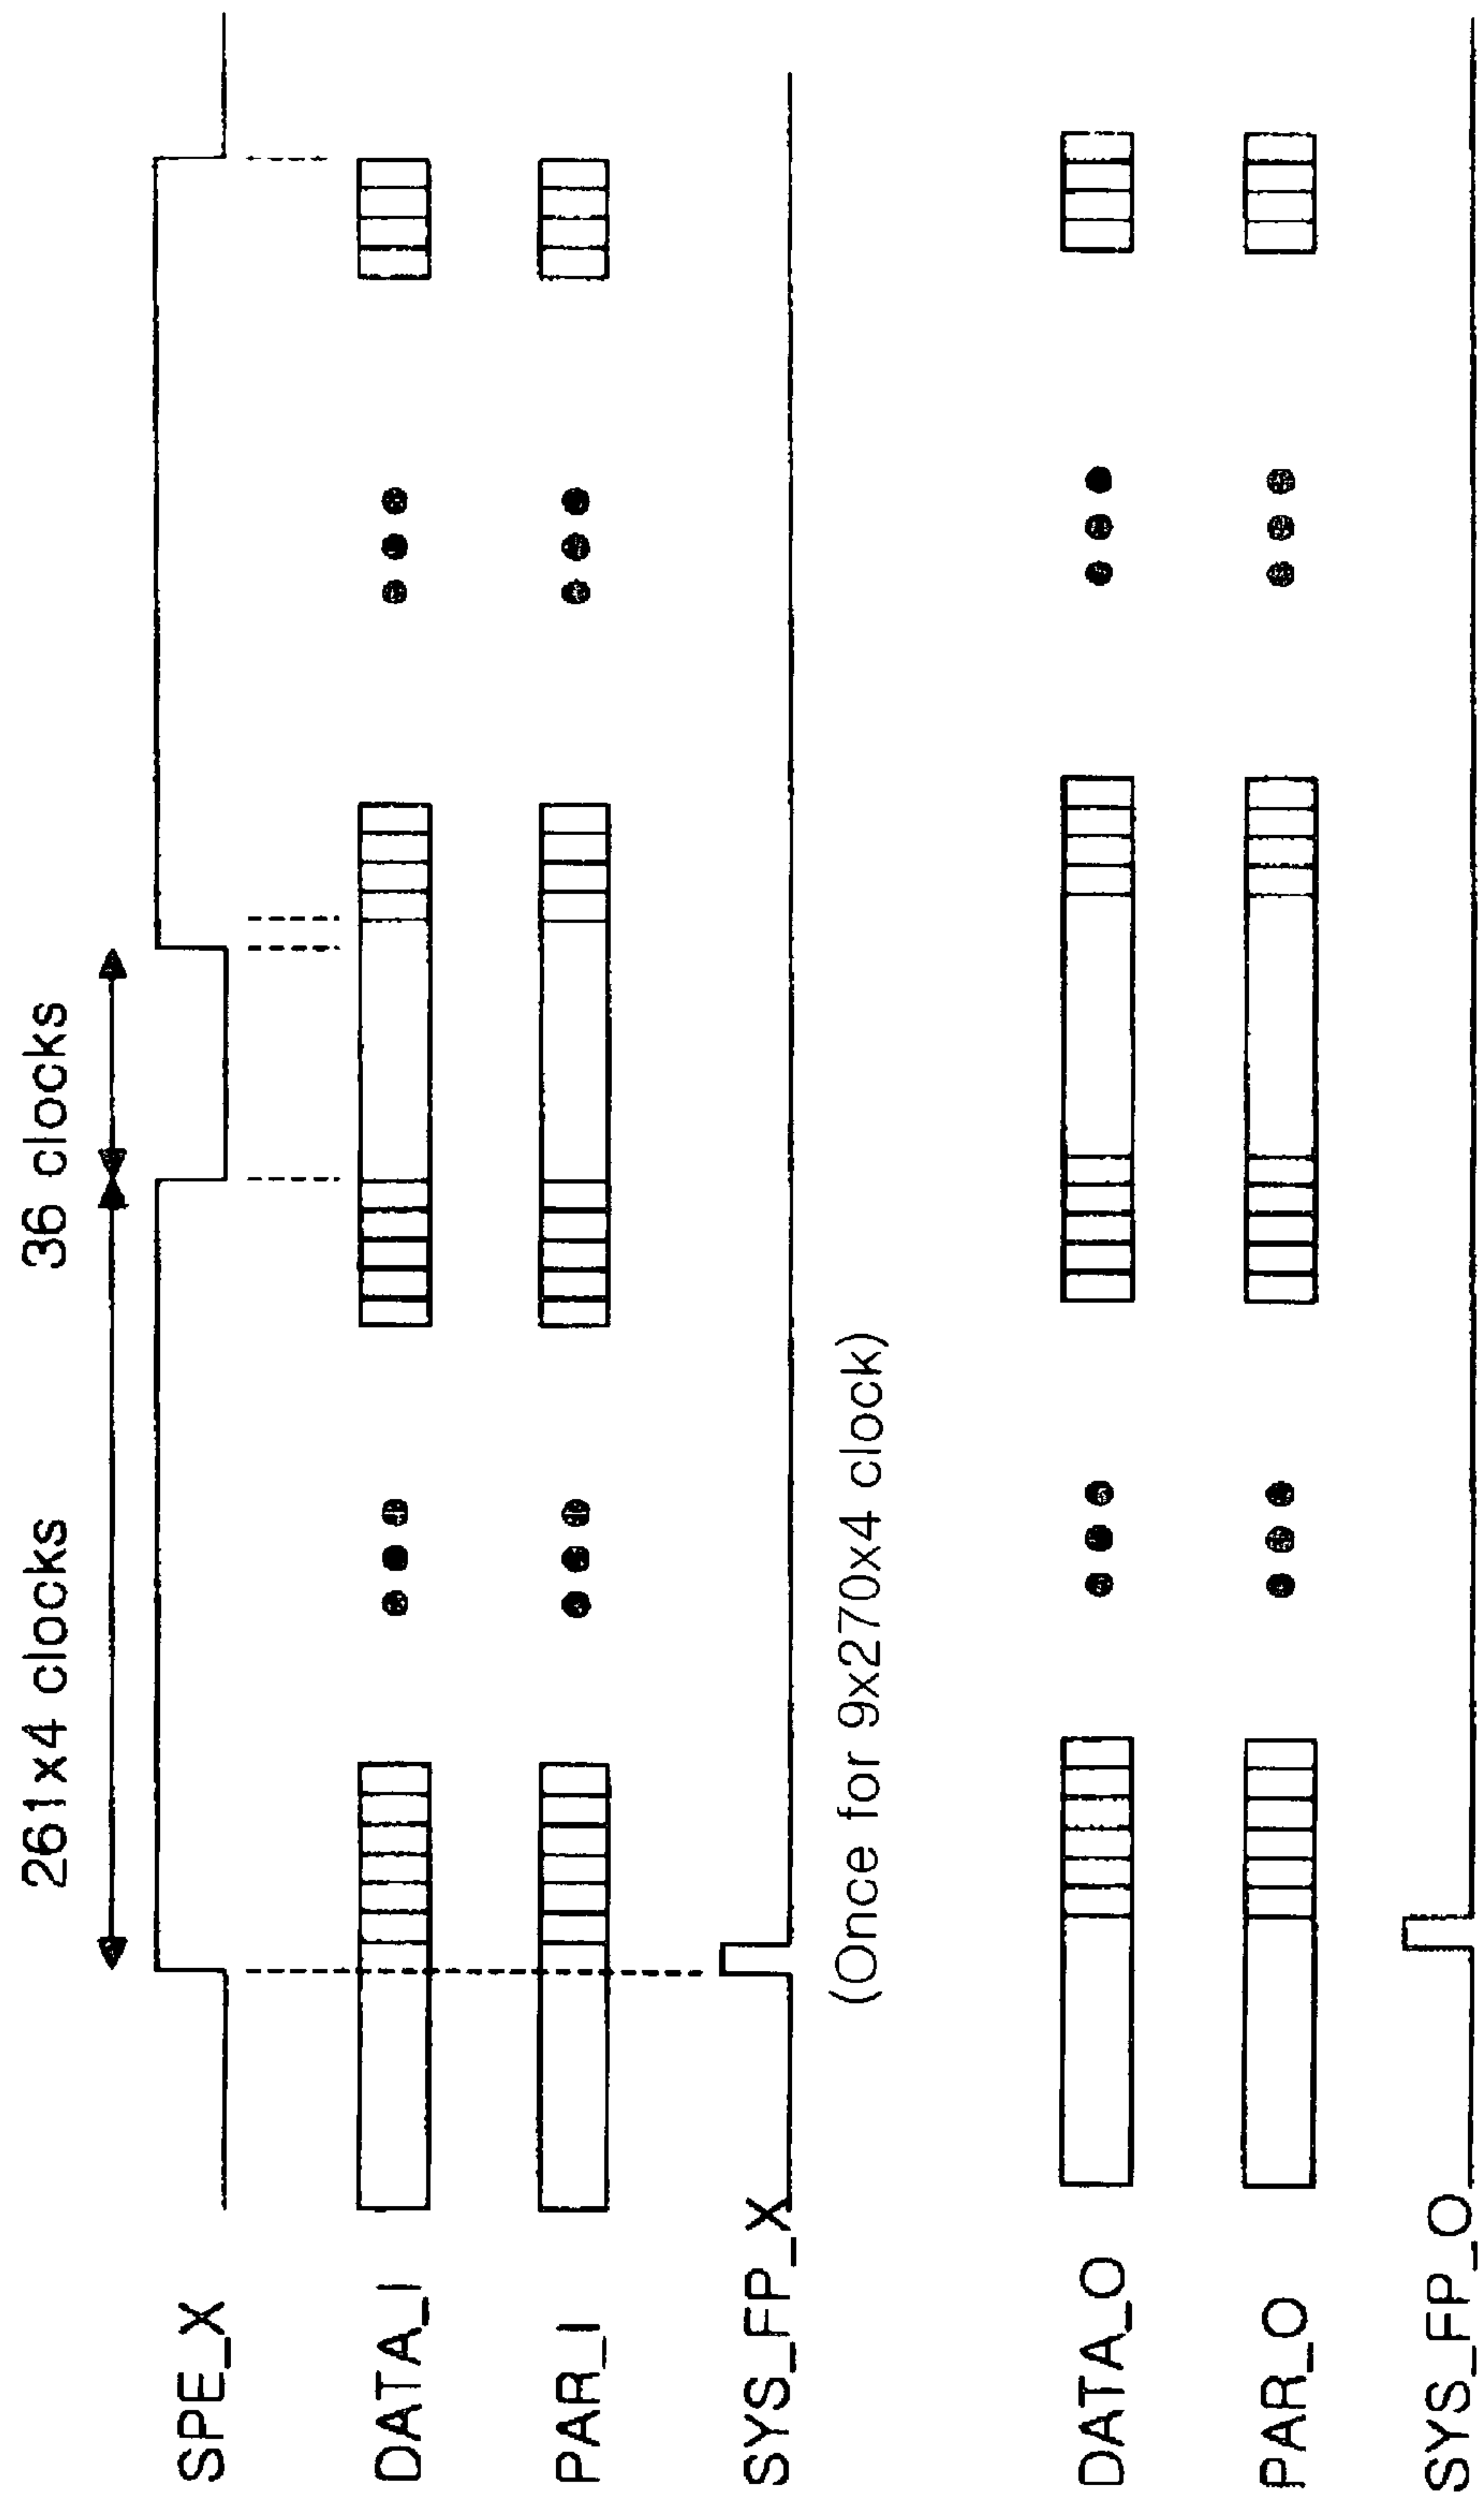 261x4 clocks
36 clocks
SPE_X
DATA_I
PAR_I
SYS_FP_X
(Once for 9x270x4 clock)
DATA_O
PAR_O
SYS_FP_O